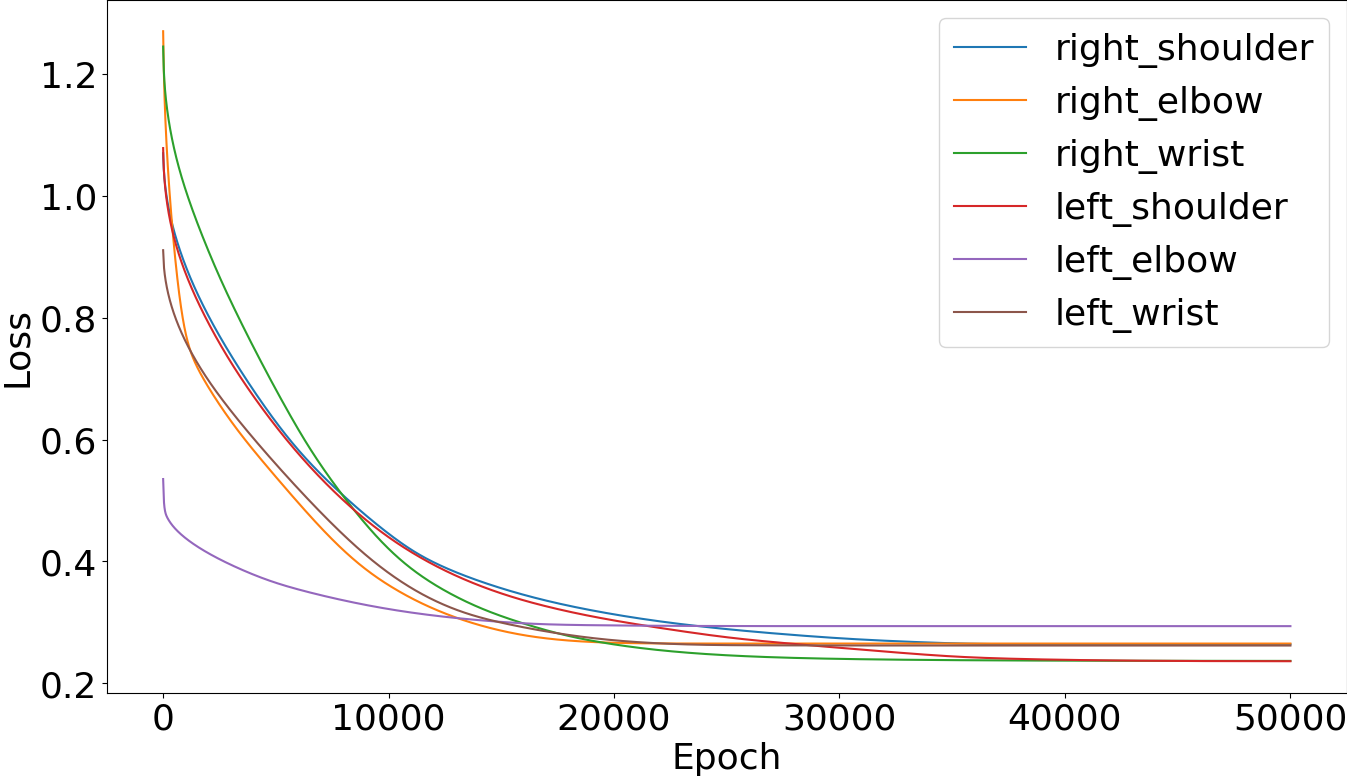 1.2
1.0
0.8
0.6
0.4
0.2
Loss
right_shoulder
right_elbow
right_wrist
left_shoulder
left_elbow
left_wrist
0 10000 20000 30000 40000 50000
Epoch